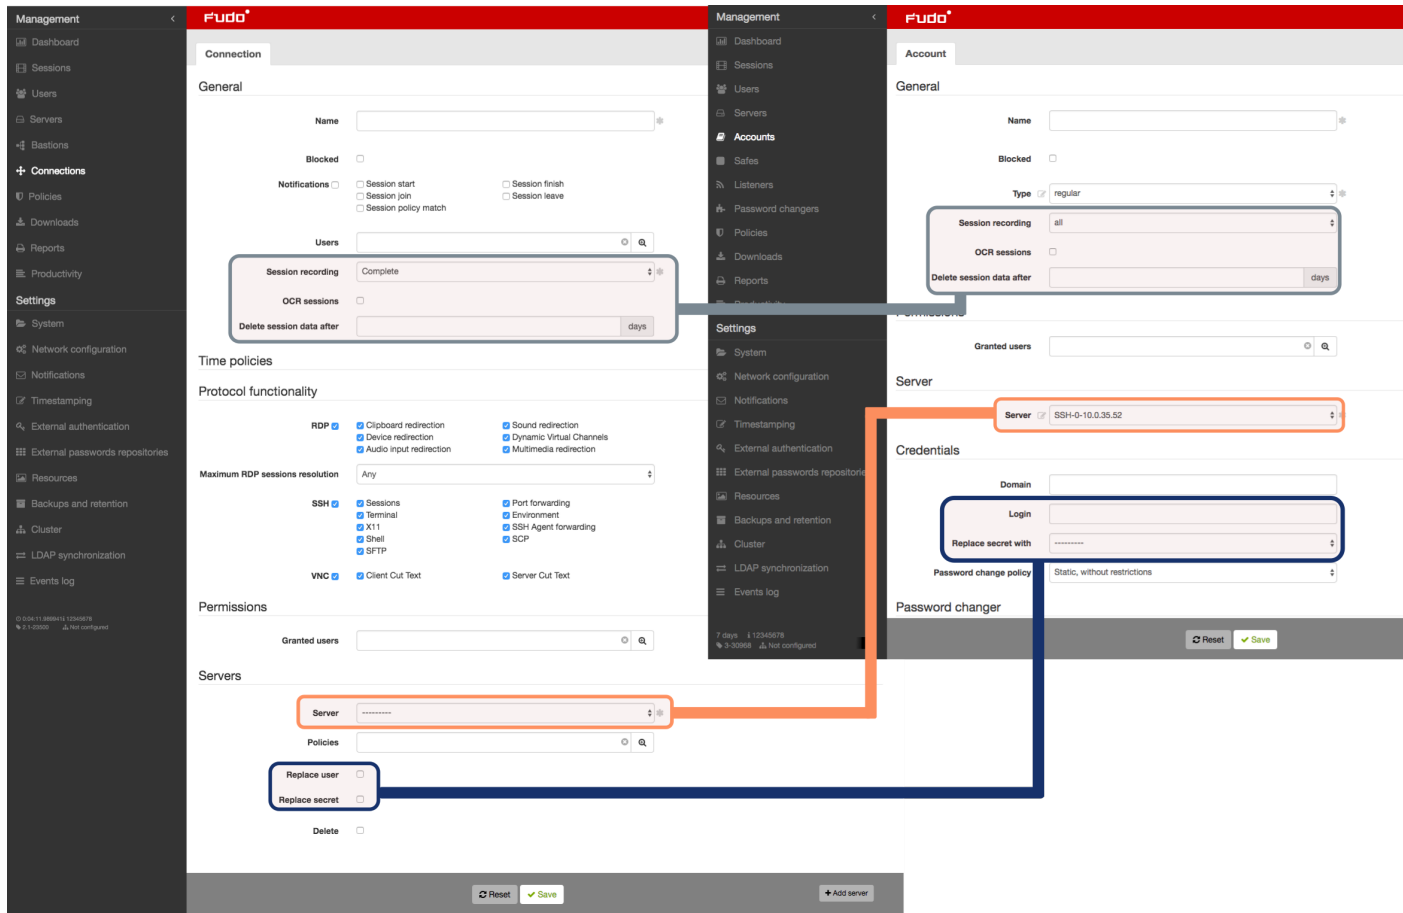 Management
Dashboard
Sessions
Users
Servers
Bastions
Connections
Policies
Downloads
Reports
Productivity
Settings
System
Network configuration
Notifications
Timestamping
External authentication
External passwords repositories
Resources
Backups and retention
Cluster
LDAP synchronization
Events log
12345678
2.1-23500 Not configured
FUDO
Connection
General
Name
Blocked
Notifications
Session start
Session finish
Session join
Session leave
Session policy match
Users
Session recording Complete
OCR sessions
Delete session data after days
Time policies
Protocol functionality
RDP
Clipboard redirection
Sound redirection
Device redirection
Dynamic Virtual Channels
Audio input redirection
Multimedia redirection
Maximum RDP sessions resolution Any
SSH
Sessions
Port forwarding
Terminal
Environment
X11
SSH Agent forwarding
Shell
SCP
SFTP
VNC
Client Cut Text
Server Cut Text
Permissions
Granted users
Servers
Server ---------
Policies
Replace user
Replace secret
Delete
Reset
Save
Add server
Management
Dashboard
Sessions
Users
Servers
Accounts
Safes
Listeners
Password changers
Policies
Downloads
Reports
Settings
System
Network configuration
Notifications
Timestamping
External authentication
External passwords repositorie
Resources
Backups and retention
Cluster
LDAP synchronization
Events log
7 days 12345678
3-30968 Not configured
FUDO
Account
General
Name
Blocked
Type regular
Session recording all
OCR sessions
Delete session data after days
Granted users
Server
Server SSH-0-10.0.35.52
Credentials
Domain
Login
Replace secret with ---------
Password change policy Static, without restrictions
Password changer
Reset
Save